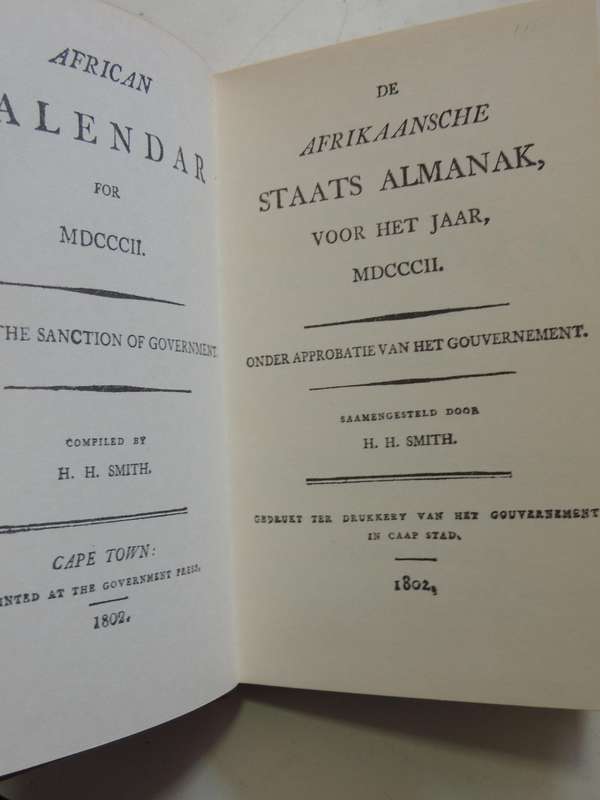 AFRICAN
ALENDAR
FOR
MDCCCII.
THE SANCTION OF GOVERNMENT.
COMPILED BY
H. H. SMITH.
CAPE TOWN:
INTED AT THE GOVERNMENT PRESS,
1802.
DE
AFRIKAANSCHE
STAATS ALMANAK,
VOOR HET JAAR,
MDCCCII.
ONDER APPROBATIE VAN HET GOUVERNEMENT.
SAAMENGESTELD DOOR
H. H. SMITH.
GEDRUKT TER DRUKKERY VAN HET GOUVERNEMENT
IN CAAP STAD.
1802,